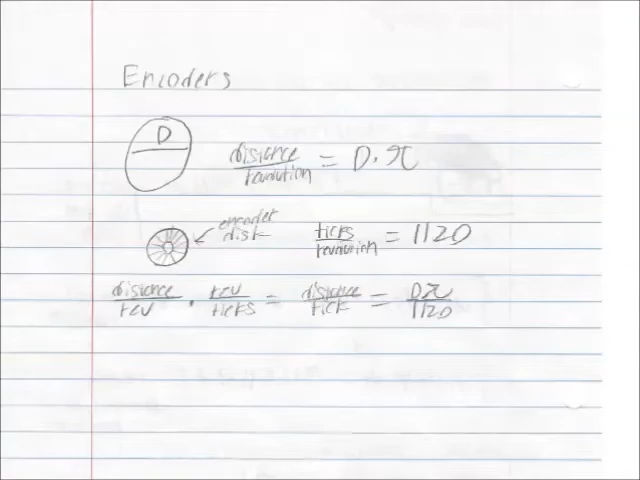 Encoders
D
distance/revolution = D·π
encoder disk
ticks/revolution = 1120
distance/rev · rev/ticks = distance/tick = Dπ/1120